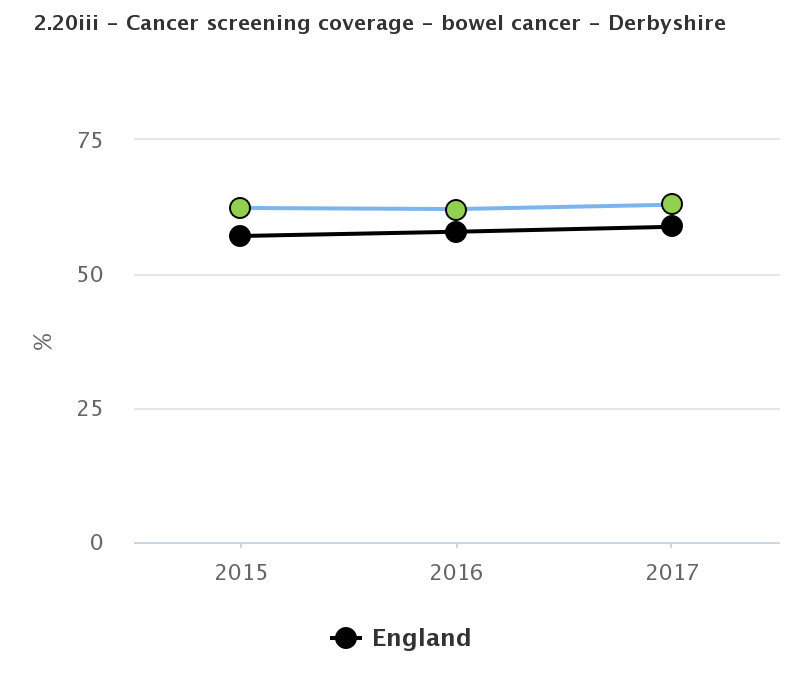 2.20iii – Cancer screening coverage – bowel cancer – Derbyshire
75
50
%
25
0
2015 2016 2017
England